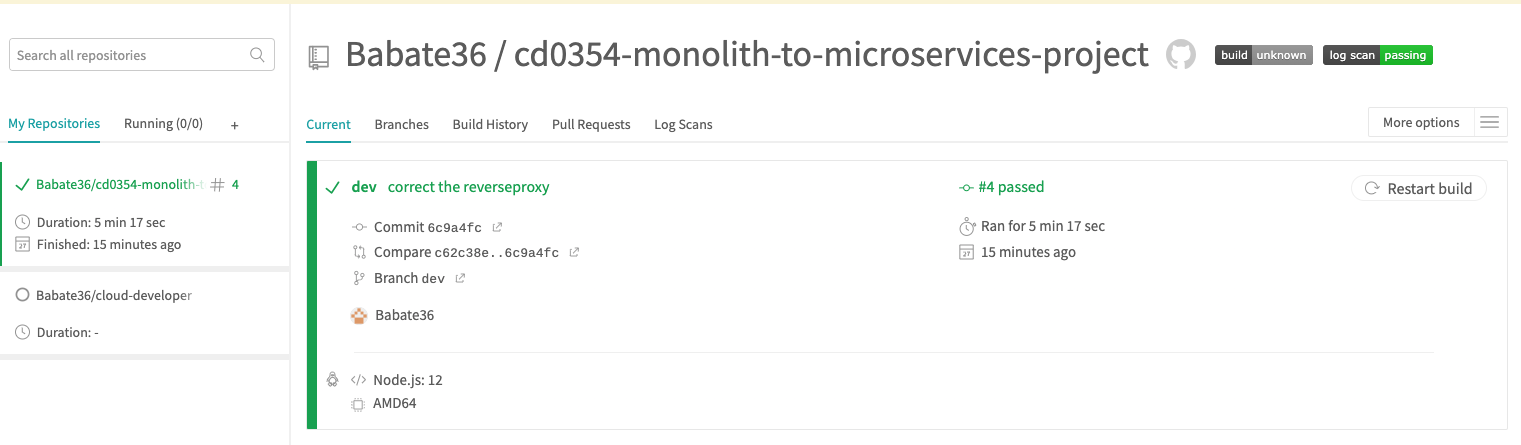 Search all repositories
My Repositories
Running (0/0)
+
Babate36/cd0354-monolith-to
# 4
Duration: 5 min 17 sec
Finished: 15 minutes ago
Babate36/cloud-developer
Duration: -
Babate36 / cd0354-monolith-to-microservices-project
build unknown
log scan passing
Current
Branches
Build History
Pull Requests
Log Scans
More options
dev correct the reverseproxy
#4 passed
Restart build
Commit 6c9a4fc
Ran for 5 min 17 sec
Compare c62c38e..6c9a4fc
15 minutes ago
Branch dev
Babate36
</> Node.js: 12
AMD64